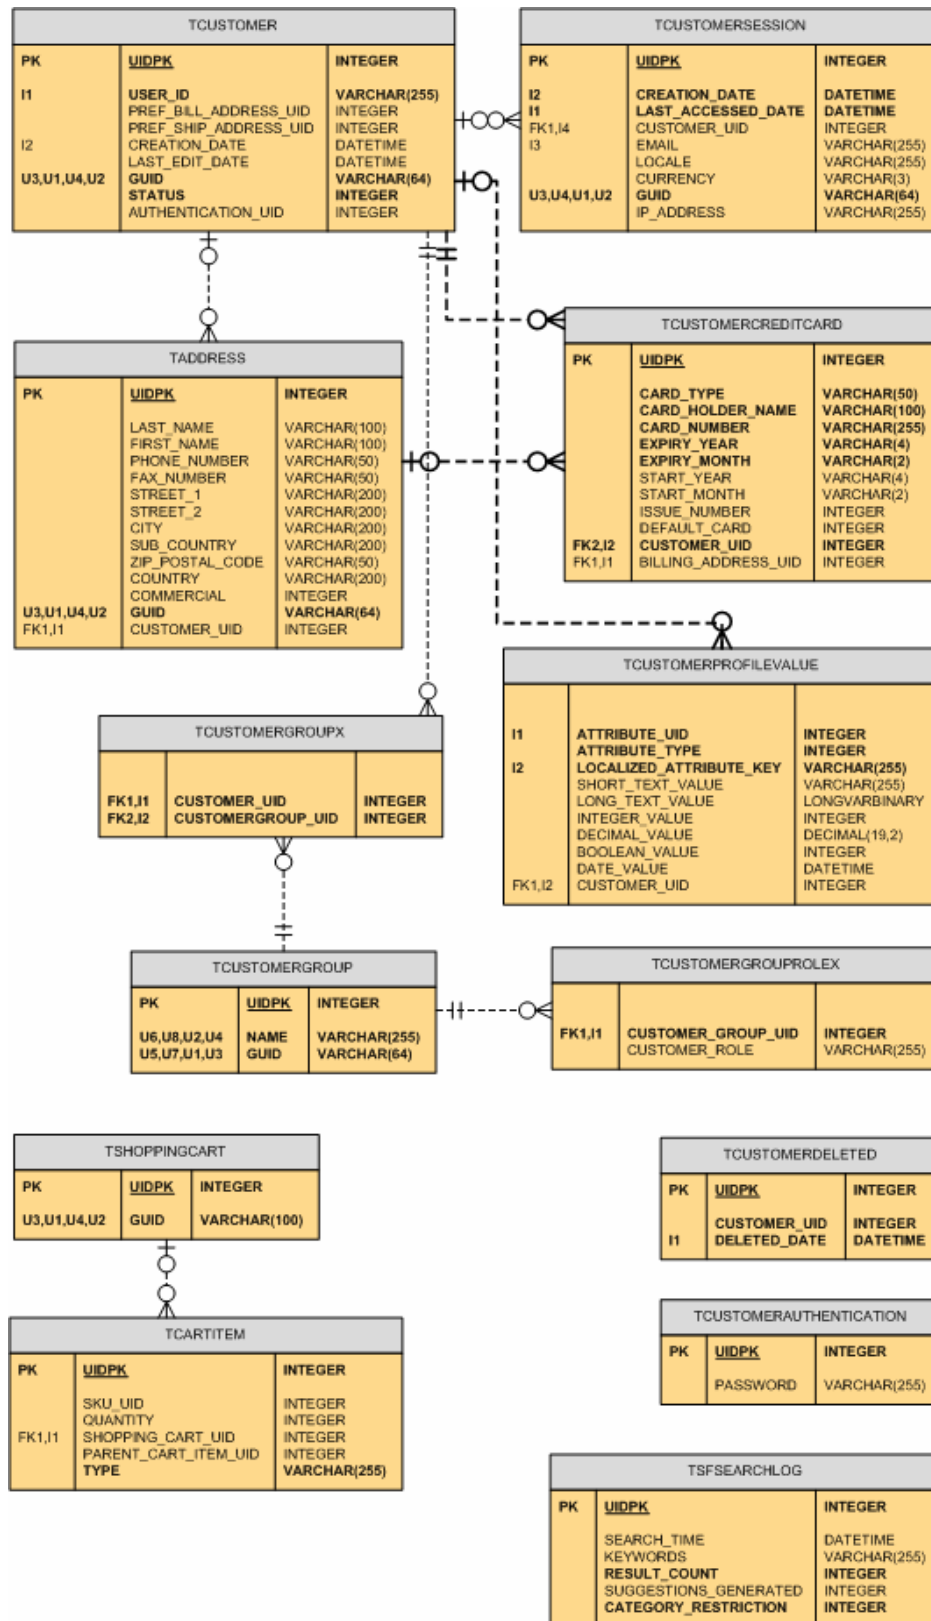 TCUSTOMER
PK UIDPK INTEGER
I1 USER_ID VARCHAR(255)
PREF_BILL_ADDRESS_UID INTEGER
PREF_SHIP_ADDRESS_UID INTEGER
I2 CREATION_DATE DATETIME
LAST_EDIT_DATE DATETIME
U3,U1,U4,U2 GUID VARCHAR(64)
STATUS INTEGER
AUTHENTICATION_UID INTEGER
TCUSTOMERSESSION
PK UIDPK INTEGER
I2 CREATION_DATE DATETIME
I1 LAST_ACCESSED_DATE DATETIME
FK1,I4 CUSTOMER_UID INTEGER
I3 EMAIL VARCHAR(255)
LOCALE VARCHAR(255)
CURRENCY VARCHAR(3)
U3,U4,U1,U2 GUID VARCHAR(64)
IP_ADDRESS VARCHAR(255)
TADDRESS
PK UIDPK INTEGER
LAST_NAME VARCHAR(100)
FIRST_NAME VARCHAR(100)
PHONE_NUMBER VARCHAR(50)
FAX_NUMBER VARCHAR(50)
STREET_1 VARCHAR(200)
STREET_2 VARCHAR(200)
CITY VARCHAR(200)
SUB_COUNTRY VARCHAR(200)
ZIP_POSTAL_CODE VARCHAR(50)
COUNTRY VARCHAR(200)
COMMERCIAL INTEGER
U3,U1,U4,U2 GUID VARCHAR(64)
FK1,I1 CUSTOMER_UID INTEGER
TCUSTOMERCREDITCARD
PK UIDPK INTEGER
CARD_TYPE VARCHAR(50)
CARD_HOLDER_NAME VARCHAR(100)
CARD_NUMBER VARCHAR(255)
EXPIRY_YEAR VARCHAR(4)
EXPIRY_MONTH VARCHAR(2)
START_YEAR VARCHAR(4)
START_MONTH VARCHAR(2)
ISSUE_NUMBER INTEGER
DEFAULT_CARD INTEGER
FK2,I2 CUSTOMER_UID INTEGER
FK1,I1 BILLING_ADDRESS_UID INTEGER
TCUSTOMERPROFILEVALUE
I1 ATTRIBUTE_UID INTEGER
ATTRIBUTE_TYPE INTEGER
I2 LOCALIZED_ATTRIBUTE_KEY VARCHAR(255)
SHORT_TEXT_VALUE VARCHAR(255)
LONG_TEXT_VALUE LONGVARBINARY
INTEGER_VALUE INTEGER
DECIMAL_VALUE DECIMAL(19,2)
BOOLEAN_VALUE INTEGER
DATE_VALUE DATETIME
FK1,I2 CUSTOMER_UID INTEGER
TCUSTOMERGROUPX
FK1,I1 CUSTOMER_UID INTEGER
FK2,I2 CUSTOMERGROUP_UID INTEGER
TCUSTOMERGROUP
PK UIDPK INTEGER
U6,U8,U2,U4 NAME VARCHAR(255)
U5,U7,U1,U3 GUID VARCHAR(64)
TCUSTOMERGROUPROLEX
FK1,I1 CUSTOMER_GROUP_UID INTEGER
CUSTOMER_ROLE VARCHAR(255)
TSHOPPINGCART
PK UIDPK INTEGER
U3,U1,U4,U2 GUID VARCHAR(100)
TCUSTOMERDELETED
PK UIDPK INTEGER
CUSTOMER_UID INTEGER
I1 DELETED_DATE DATETIME
TCARTITEM
PK UIDPK INTEGER
SKU_UID INTEGER
QUANTITY INTEGER
FK1,I1 SHOPPING_CART_UID INTEGER
PARENT_CART_ITEM_UID INTEGER
TYPE VARCHAR(255)
TCUSTOMERAUTHENTICATION
PK UIDPK INTEGER
PASSWORD VARCHAR(255)
TSFSEARCHLOG
PK UIDPK INTEGER
SEARCH_TIME DATETIME
KEYWORDS VARCHAR(255)
RESULT_COUNT INTEGER
SUGGESTIONS_GENERATED INTEGER
CATEGORY_RESTRICTION INTEGER